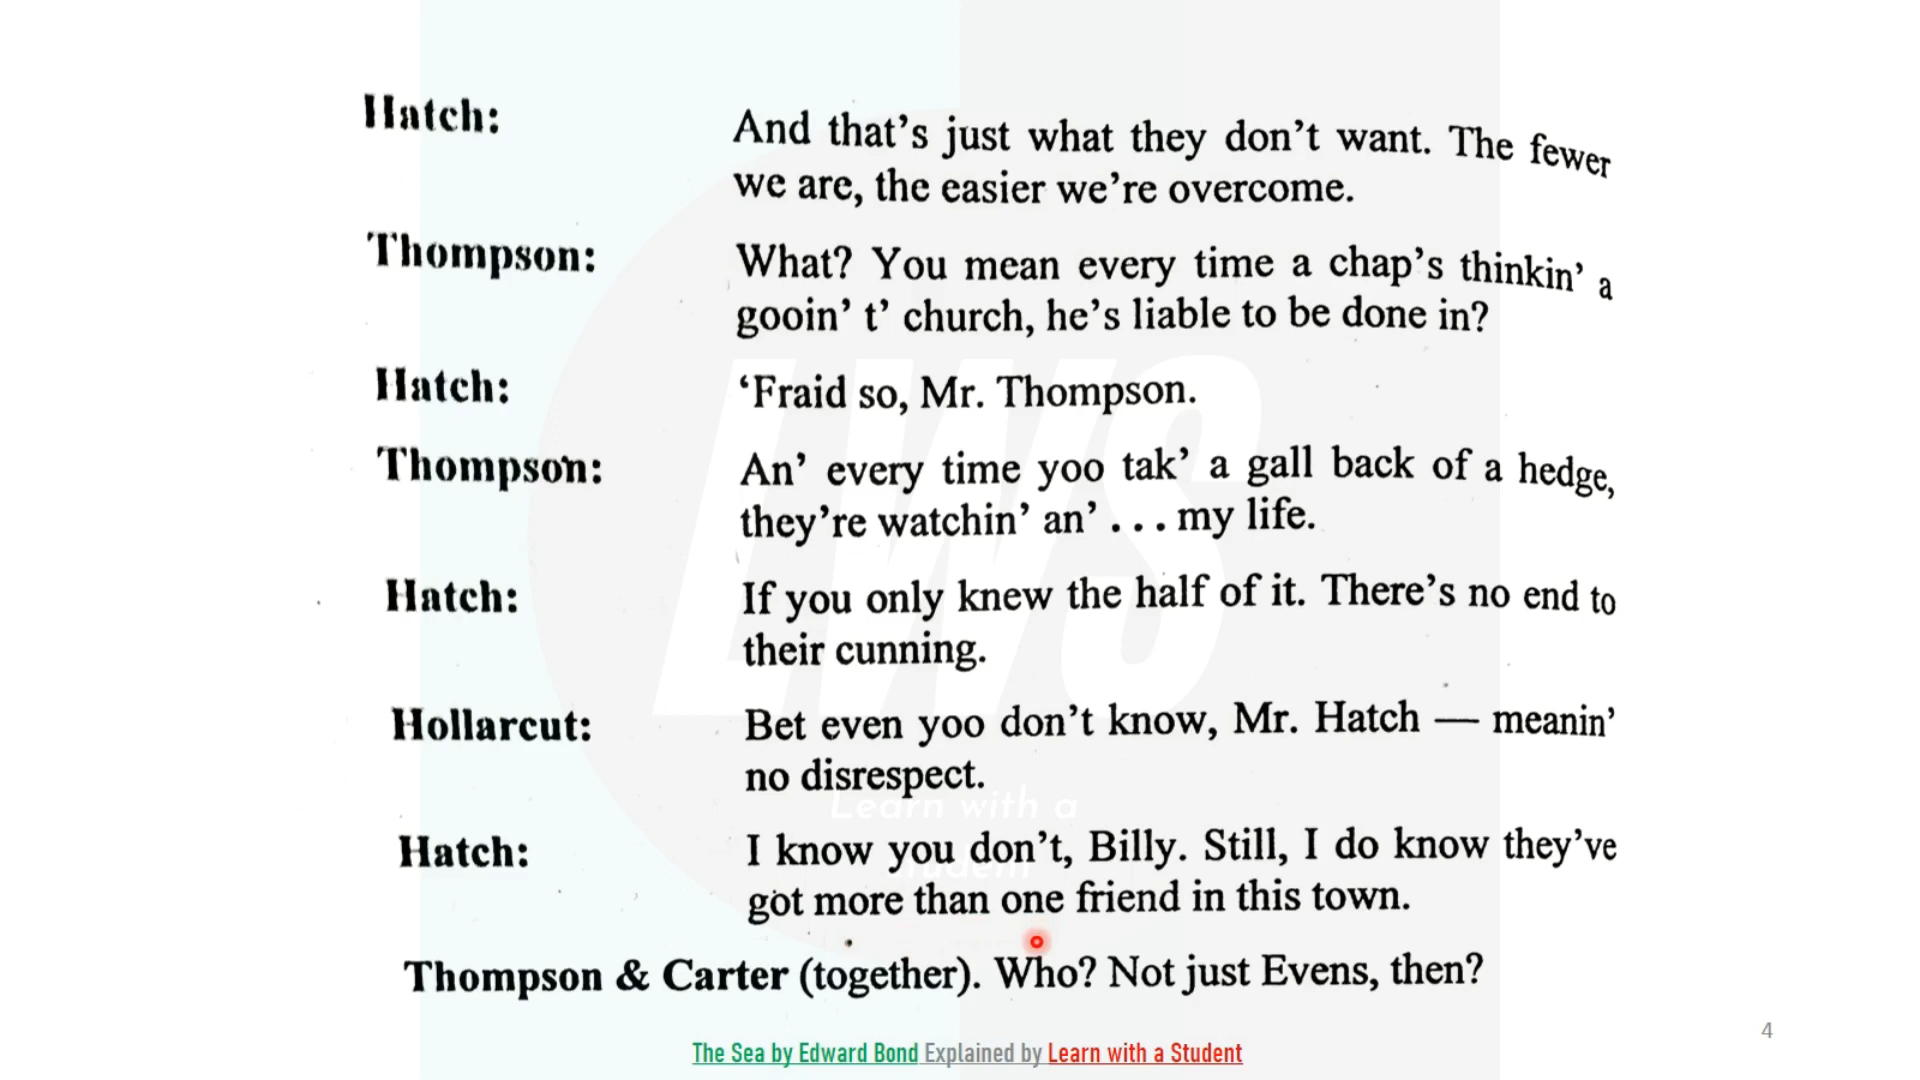 Hatch: And that's just what they don't want. The fewer
we are, the easier we're overcome.
Thompson: What? You mean every time a chap's thinkin' a
gooin' t' church, he's liable to be done in?
Hatch: ‘Fraid so, Mr. Thompson.
Thompson: An' every time yoo tak' a gall back of a hedge,
they're watchin' an' . . . my life.
Hatch: If you only knew the half of it. There's no end to
their cunning.
Hollarcut: Bet even yoo don't know, Mr. Hatch — meanin'
no disrespect.
Hatch: I know you don't, Billy. Still, I do know they've
got more than one friend in this town.
Thompson & Carter (together). Who? Not just Evens, then?
LWS
Learn with a
student
4
The Sea by Edward Bond Explained by Learn with a Student